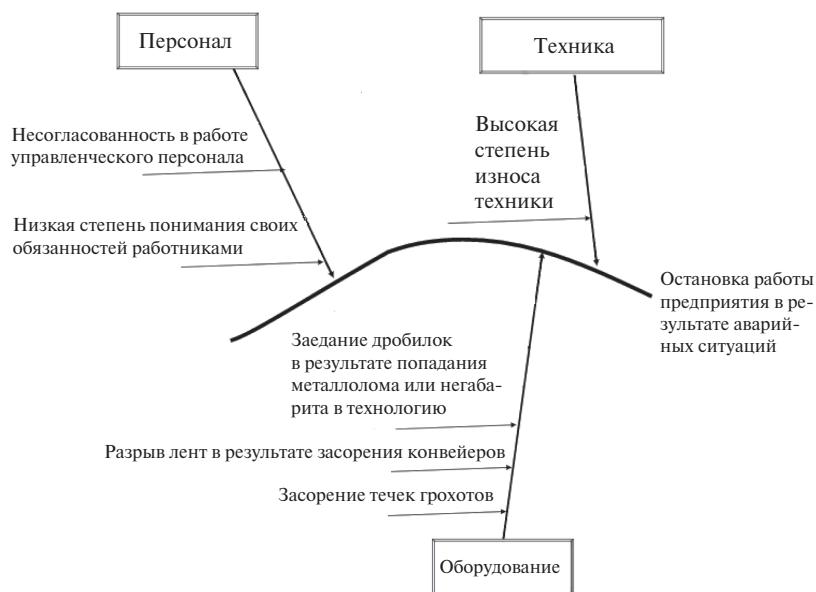 Персонал
Техника
Несогласованность в работе
управленческого персонала
Низкая степень понимания своих
обязанностей работниками
Высокая
степень
износа
техники
Остановка работы
предприятия в ре-
зультате аварий-
ных ситуаций
Заедание дробилок
в результате попадания
металлолома или негаба-
рита в технологию
Разрыв лент в результате засорения конвейеров
Засорение течек грохотов
Оборудование